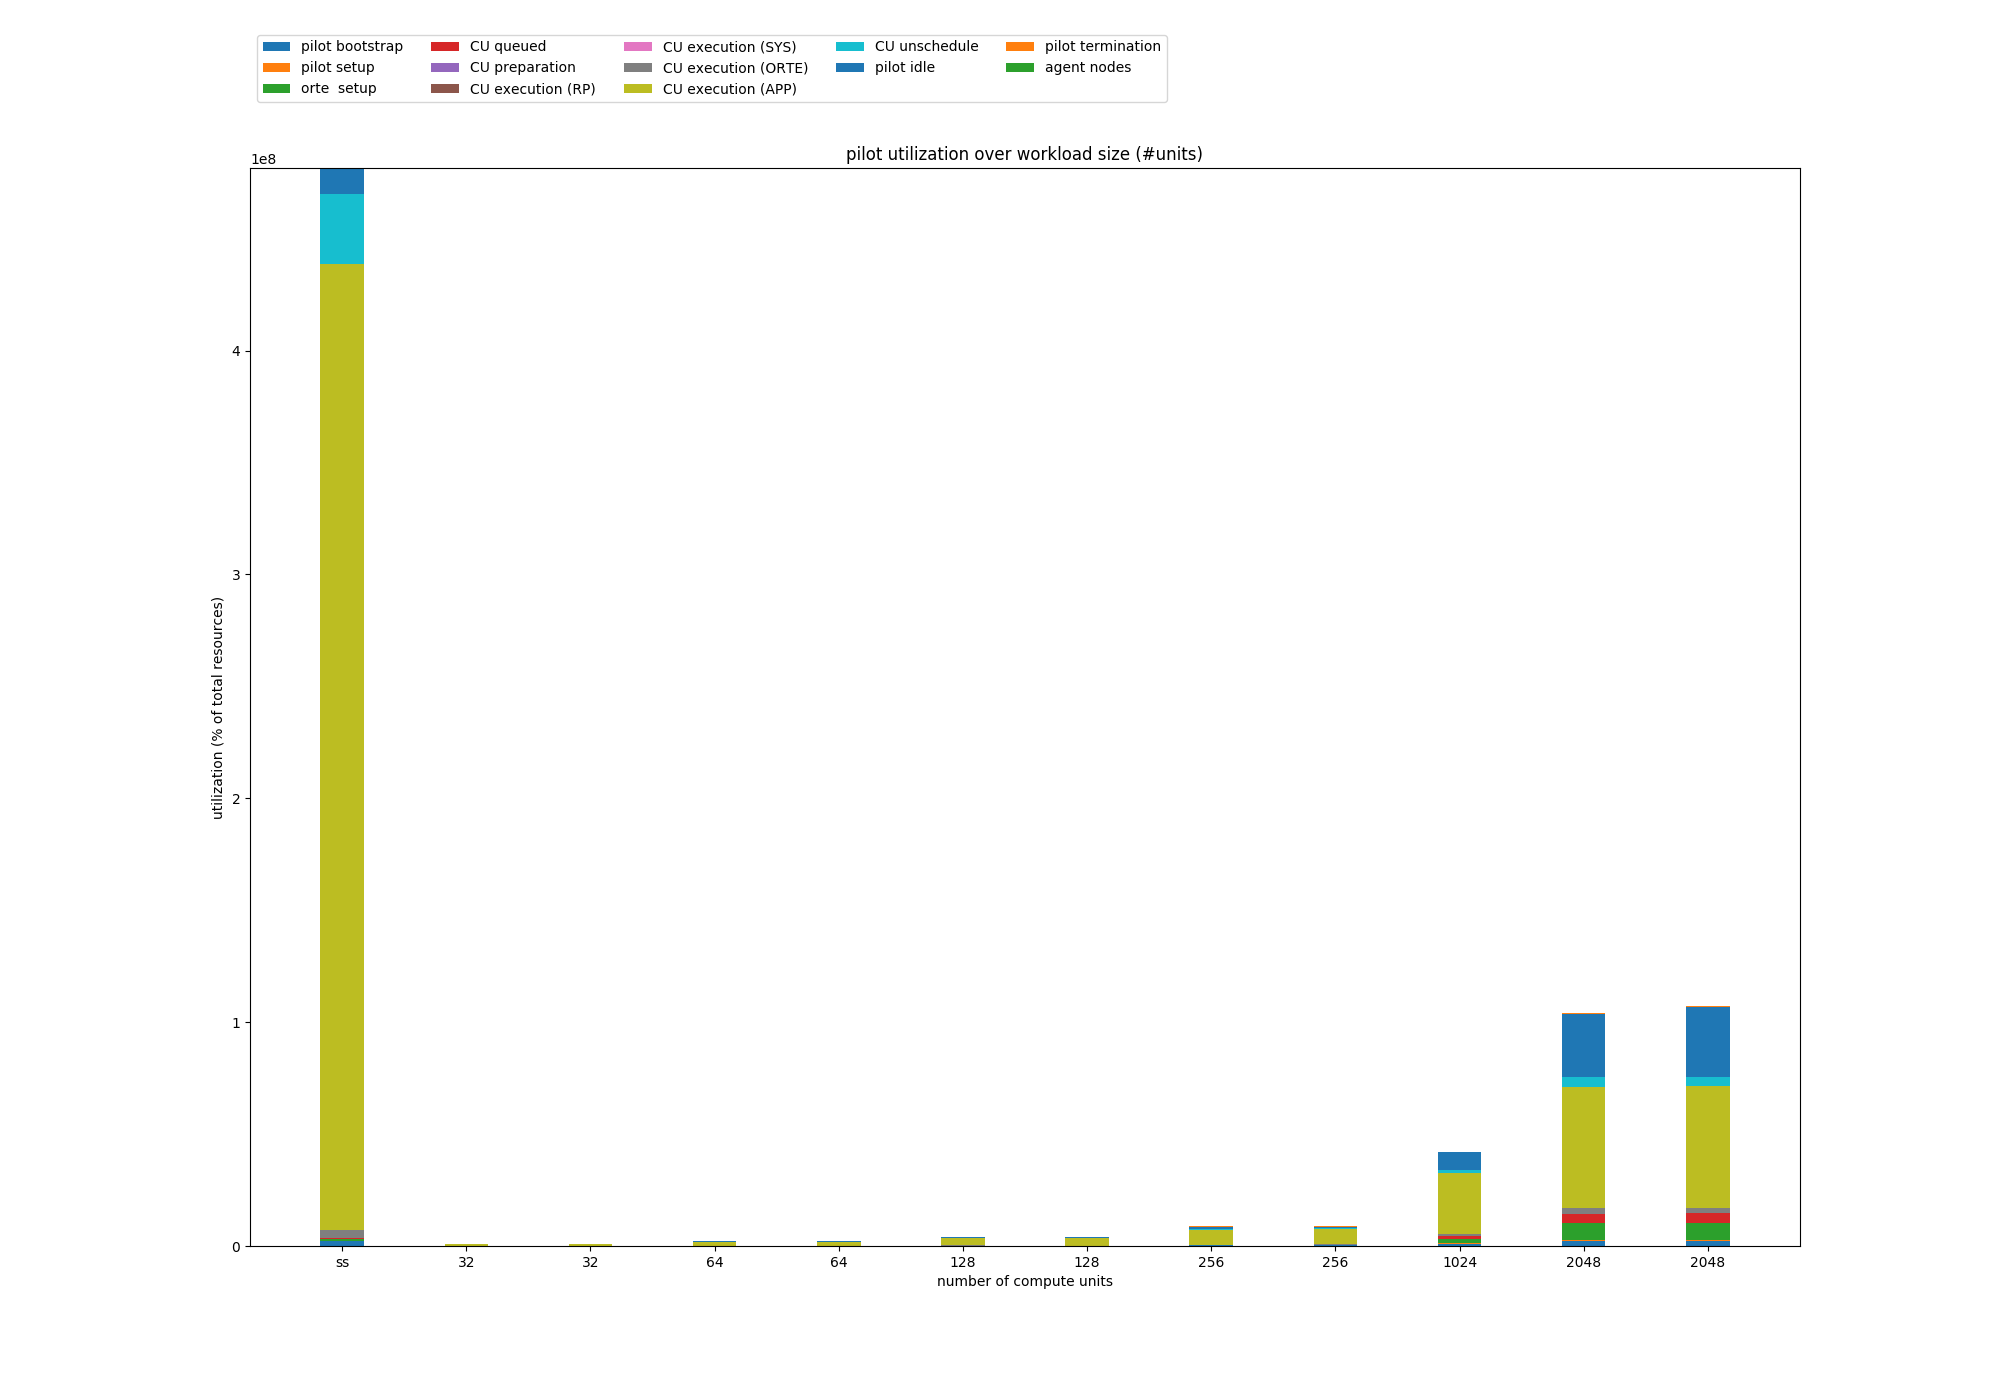 pilot bootstrap
pilot setup
orte  setup
CU queued
CU preparation
CU execution (RP)
CU execution (SYS)
CU execution (ORTE)
CU execution (APP)
CU unschedule
pilot idle
pilot termination
agent nodes
pilot utilization over workload size (#units)
1e8
4
3
2
1
0
utilization (% of total resources)
ss 32 32 64 64 128 128 256 256 1024 2048 2048
number of compute units